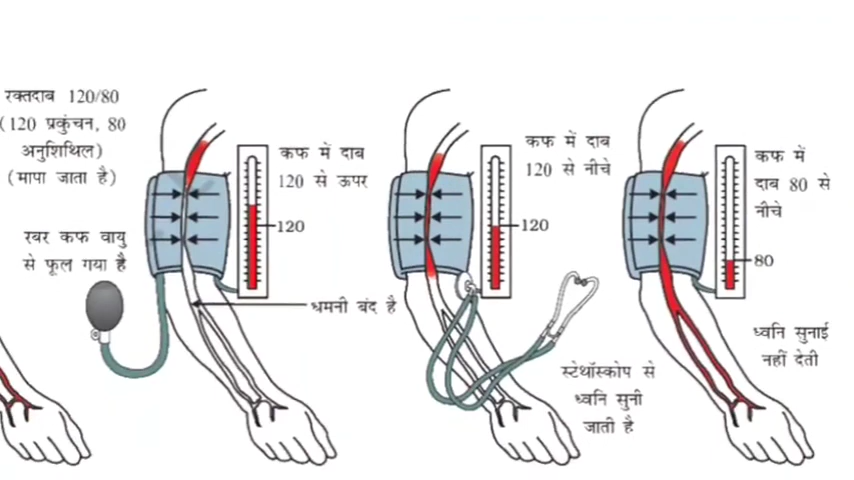 रक्तदाब 120/80
(120 प्रकुंचन, 80
अनुशिथिल)
(मापा जाता है)
रबर कफ वायु
से फूल गया है
कफ में दाब
120 से ऊपर
120
धमनी बंद है
कफ में दाब
120 से नीचे
120
स्टेथॉस्कोप से
ध्वनि सुनी
जाती है
कफ में
दाब 80 से
नीचे
80
ध्वनि सुनाई
नहीं देती